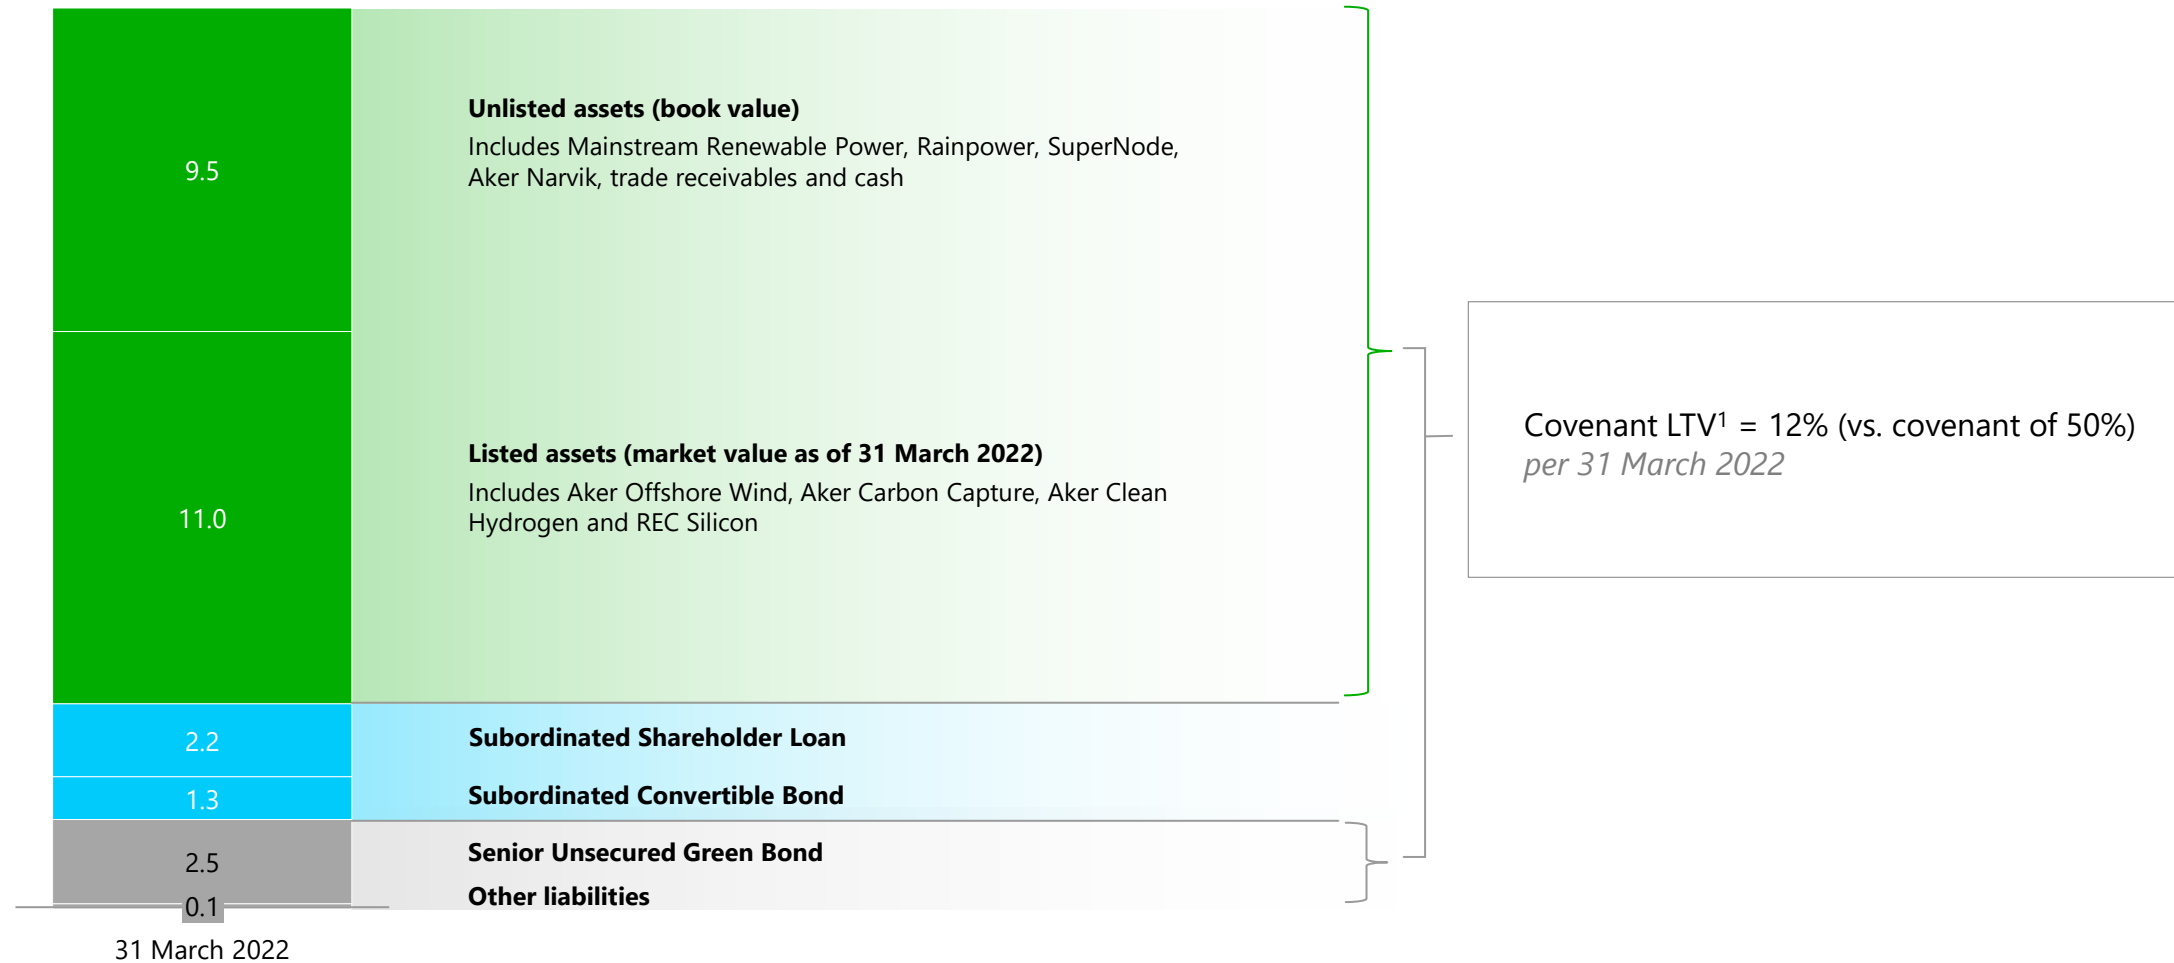 9.5
Unlisted assets (book value)
Includes Mainstream Renewable Power, Rainpower, SuperNode,
Aker Narvik, trade receivables and cash
11.0
Listed assets (market value as of 31 March 2022)
Includes Aker Offshore Wind, Aker Carbon Capture, Aker Clean
Hydrogen and REC Silicon
Covenant LTV¹ = 12% (vs. covenant of 50%)
per 31 March 2022
2.2
Subordinated Shareholder Loan
1.3
Subordinated Convertible Bond
2.5
Senior Unsecured Green Bond
0.1
Other liabilities
31 March 2022